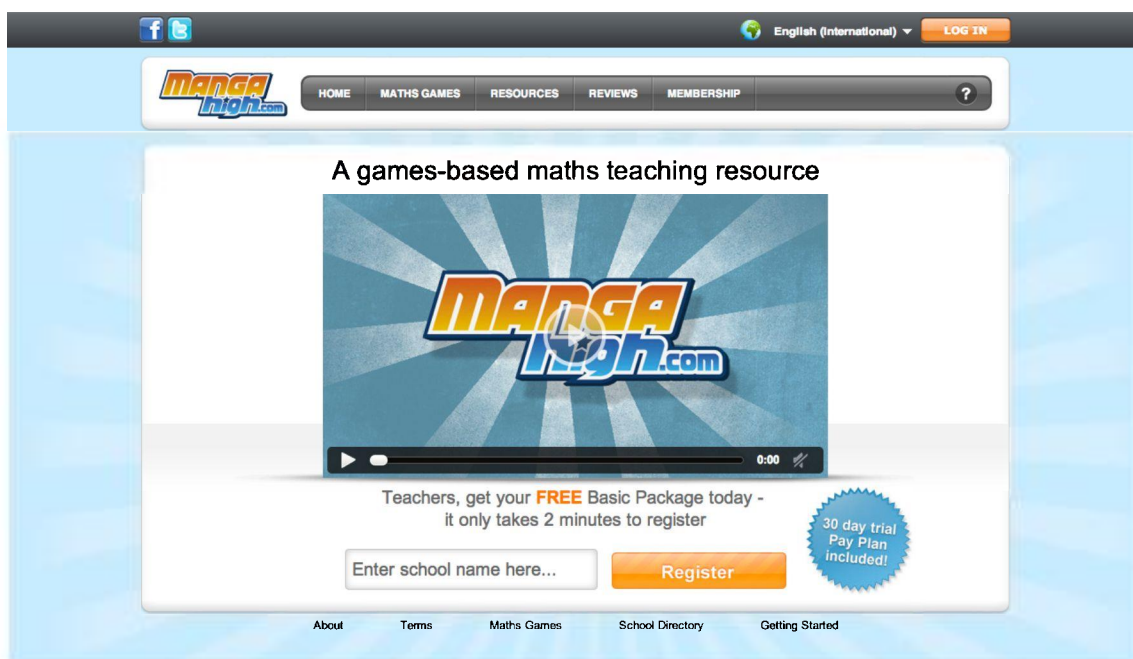 f
t
English (International)
LOG IN
MANGA
high.com
HOME
MATHS GAMES
RESOURCES
REVIEWS
MEMBERSHIP
?
A games-based maths teaching resource
MANGA
high.com
0:00
Teachers, get your FREE Basic Package today -
it only takes 2 minutes to register
30 day trial
Pay Plan
included!
Enter school name here...
Register
About
Terms
Maths Games
School Directory
Getting Started